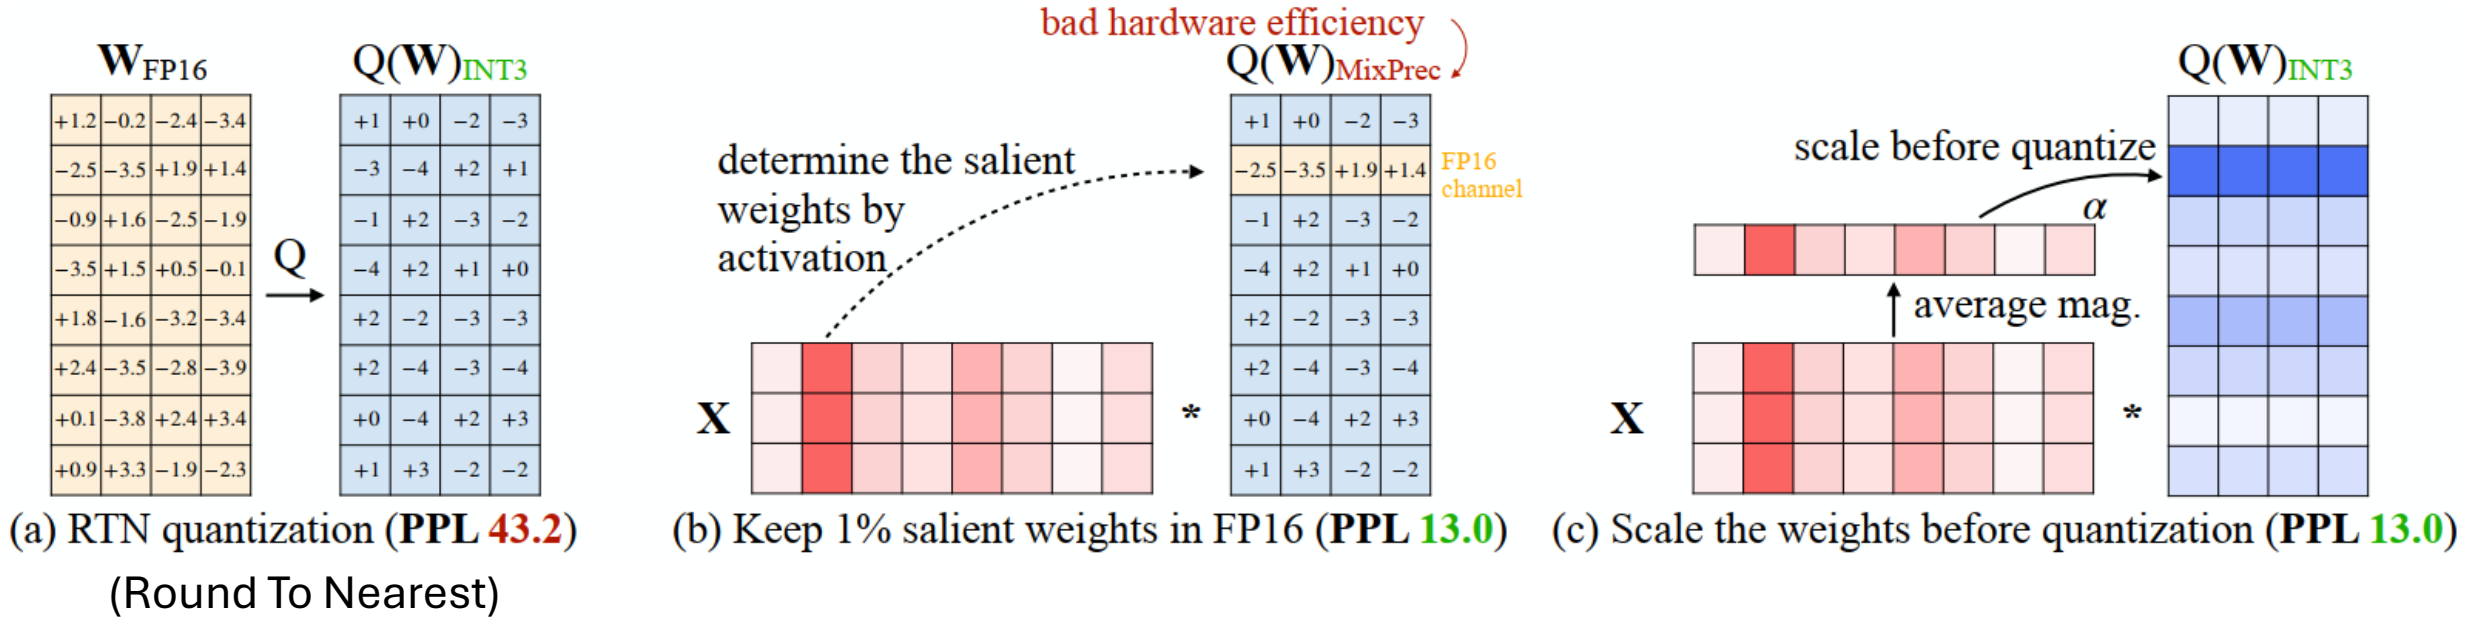 bad hardware efficiency
W_FP16
Q(W)_INT3
Q(W)_MixPrec
Q(W)_INT3
+1.2 −0.2 −2.4 −3.4
−2.5 −3.5 +1.9 +1.4
−0.9 +1.6 −2.5 −1.9
−3.5 +1.5 +0.5 −0.1
+1.8 −1.6 −3.2 −3.4
+2.4 −3.5 −2.8 −3.9
+0.1 −3.8 +2.4 +3.4
+0.9 +3.3 −1.9 −2.3
Q
+1 +0 −2 −3
−3 −4 +2 +1
−1 +2 −3 −2
−4 +2 +1 +0
+2 −2 −3 −3
+2 −4 −3 −4
+0 −4 +2 +3
+1 +3 −2 −2
determine the salient
weights by
activation
X
*
+1 +0 −2 −3
−2.5 −3.5 +1.9 +1.4
−1 +2 −3 −2
−4 +2 +1 +0
+2 −2 −3 −3
+2 −4 −3 −4
+0 −4 +2 +3
+1 +3 −2 −2
FP16
channel
scale before quantize
α
average mag.
X
*
(a) RTN quantization (PPL 43.2)
(Round To Nearest)
(b) Keep 1% salient weights in FP16 (PPL 13.0)
(c) Scale the weights before quantization (PPL 13.0)